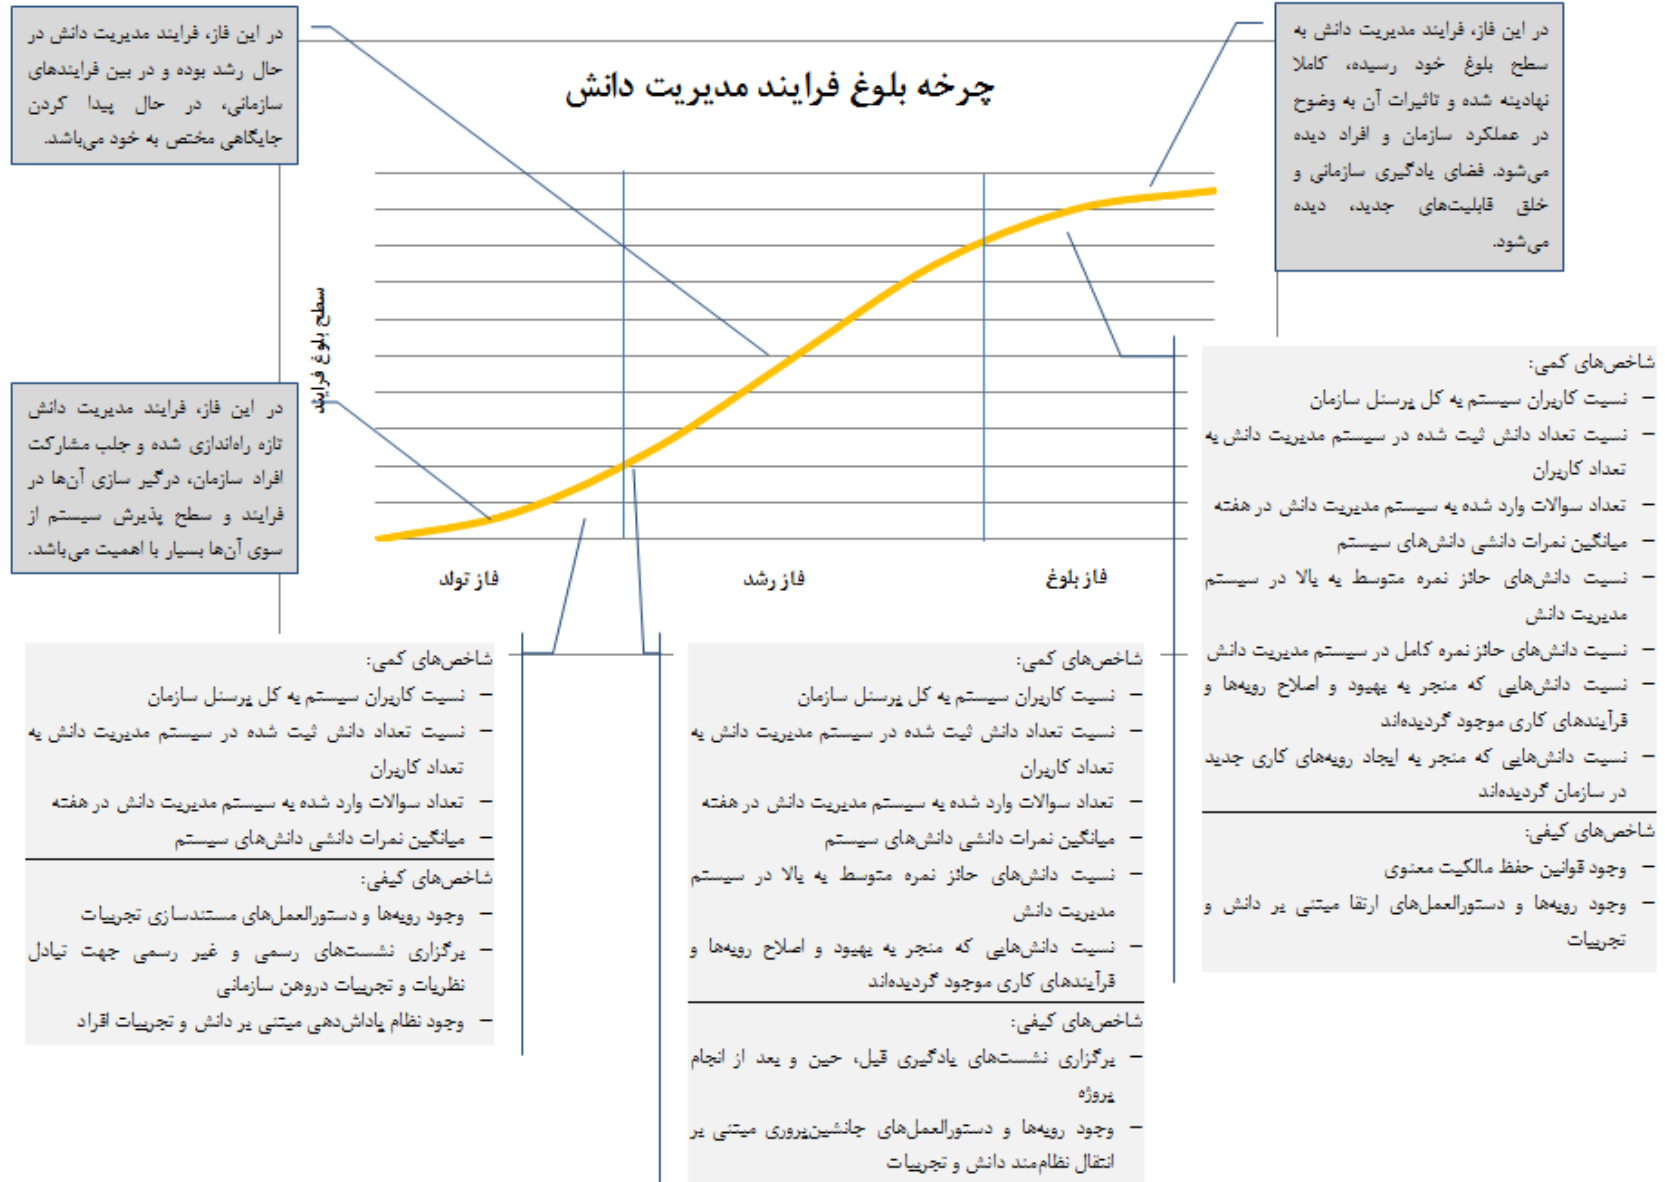 چرخه بلوغ فرایند مدیریت دانش
در این فاز، فرایند مدیریت دانش به
سطح بلوغ خود رسیده، کاملا
نهادینه شده و تاثیرات آن به وضوح
در عملکرد سازمان و افراد دیده
می‌شود. فضای یادگیری سازمانی و
خلق قابلیت‌های جدید، دیده
می‌شود.
در این فاز، فرایند مدیریت دانش در
حال رشد بوده و در بین فرایندهای
سازمانی، در حال پیدا کردن
جایگاهی مختص به خود می‌باشد.
سطح بلوغ فرایند
در این فاز، فرایند مدیریت دانش
تازه راه‌اندازی شده و جلب مشارکت
افراد سازمان، درگیر سازی آن‌ها در
فرایند و سطح پذیرش سیستم از
سوی آن‌ها بسیار با اهمیت می‌باشد.
فاز بلوغ
فاز رشد
فاز تولد
شاخص‌های کمی:
– نسبت کاربران سیستم به کل پرسنل سازمان
– نسبت تعداد دانش ثبت شده در سیستم مدیریت دانش به
تعداد کاربران
– تعداد سوالات وارد شده به سیستم مدیریت دانش در هفته
– میانگین نمرات دانشی دانش‌های سیستم
– نسبت دانش‌های حائز نمره متوسط به بالا در سیستم
مدیریت دانش
– نسبت دانش‌های حائز نمره کامل در سیستم مدیریت دانش
– نسبت دانش‌هایی که منجر به بهبود و اصلاح رویه‌ها و
فرآیندهای کاری موجود گردیده‌اند
– نسبت دانش‌هایی که منجر به ایجاد رویه‌های کاری جدید
در سازمان گردیده‌اند
شاخص‌های کیفی:
– وجود قوانین حفظ مالکیت معنوی
– وجود رویه‌ها و دستورالعمل‌های ارتقا مبتنی بر دانش و
تجربیات
شاخص‌های کمی:
– نسبت کاربران سیستم به کل پرسنل سازمان
– نسبت تعداد دانش ثبت شده در سیستم مدیریت دانش به
تعداد کاربران
– تعداد سوالات وارد شده به سیستم مدیریت دانش در هفته
– میانگین نمرات دانشی دانش‌های سیستم
– نسبت دانش‌های حائز نمره متوسط به بالا در سیستم
مدیریت دانش
– نسبت دانش‌هایی که منجر به بهبود و اصلاح رویه‌ها و
فرآیندهای کاری موجود گردیده‌اند
شاخص‌های کیفی:
– برگزاری نشست‌های یادگیری قبل، حین و بعد از انجام
پروژه
– وجود رویه‌ها و دستورالعمل‌های جانشین‌پروری مبتنی بر
انتقال نظام‌مند دانش و تجربیات
شاخص‌های کمی:
– نسبت کاربران سیستم به کل پرسنل سازمان
– نسبت تعداد دانش ثبت شده در سیستم مدیریت دانش به
تعداد کاربران
– تعداد سوالات وارد شده به سیستم مدیریت دانش در هفته
– میانگین نمرات دانشی دانش‌های سیستم
شاخص‌های کیفی:
– وجود رویه‌ها و دستورالعمل‌های مستندسازی تجربیات
– برگزاری نشست‌های رسمی و غیر رسمی جهت تبادل
نظریات و تجربیات دروهن سازمانی
– وجود نظام پاداش‌دهی مبتنی بر دانش و تجربیات افراد